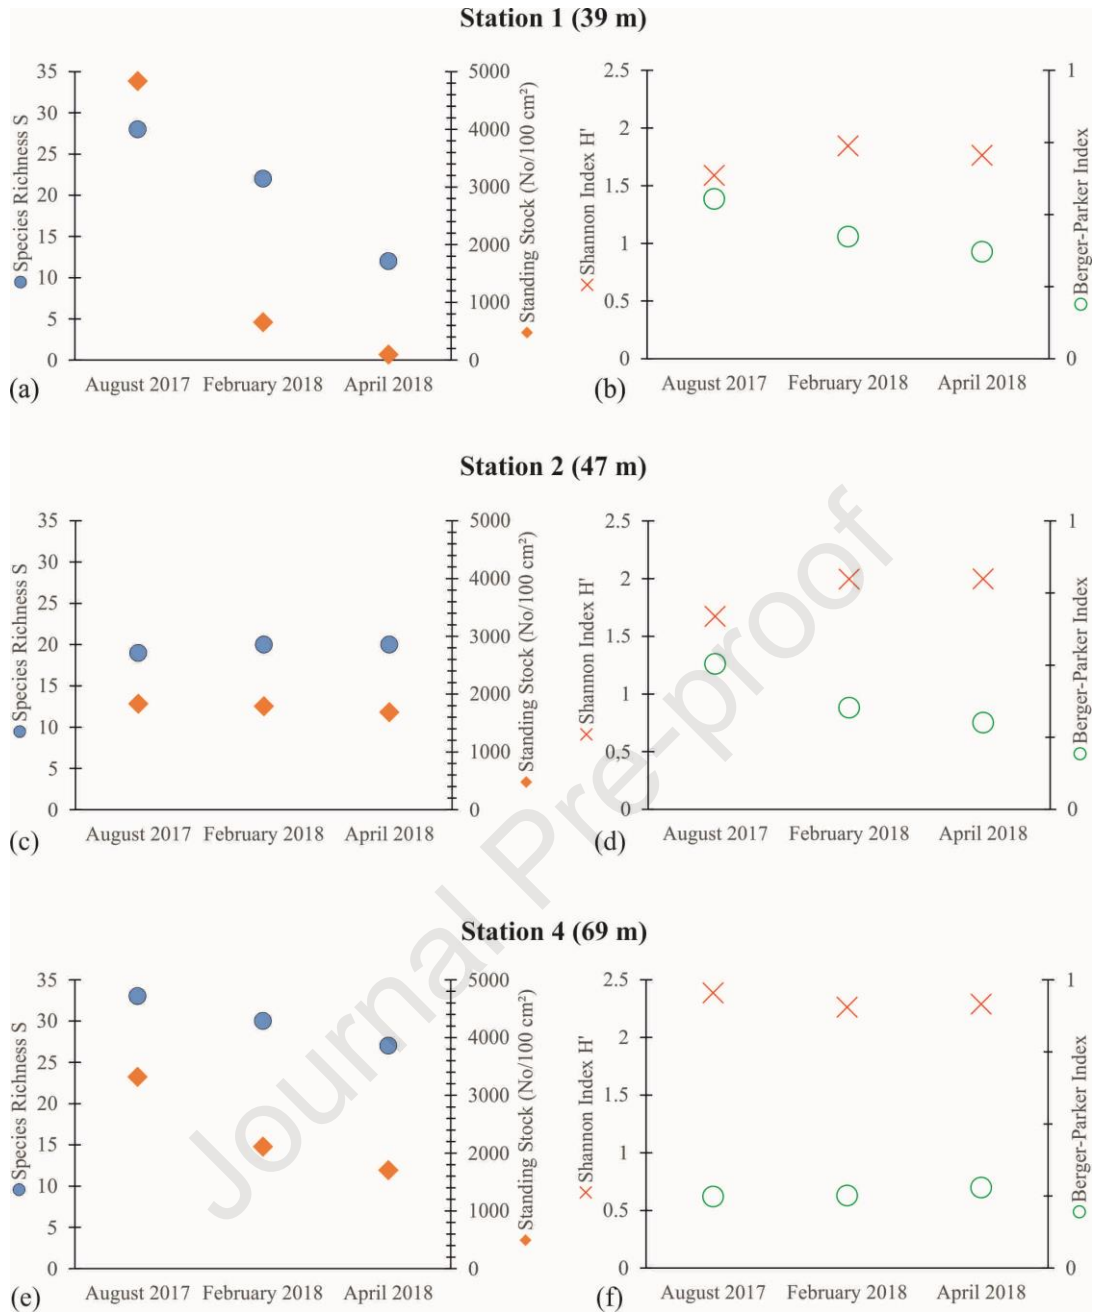 Station 1 (39 m)
Species Richness S
35
30
25
20
15
10
5
0
5000
4000
3000
2000
1000
0
Standing Stock (No/100 cm²)
August 2017 February 2018 April 2018
(a)
Shannon Index H'
2.5
2
1.5
1
0.5
0
1
0
Berger-Parker Index
August 2017 February 2018 April 2018
(b)
Station 2 (47 m)
Species Richness S
35
30
25
20
15
10
5
0
5000
4000
3000
2000
1000
0
Standing Stock (No/100 cm²)
August 2017 February 2018 April 2018
(c)
Shannon Index H'
2.5
2
1.5
1
0,5
0
1
0
Berger-Parker Index
August 2017 February 2018 April 2018
(d)
Station 4 (69 m)
Species Richness S
35
30
25
20
15
10
5
0
5000
4000
3000
2000
1000
0
Standing Stock (No/100 cm²)
August 2017 February 2018 April 2018
(e)
Shannon Index H'
2.5
2
1.5
1
0.5
0
1
0
Berger-Parker Index
August 2017 February 2018 April 2018
(f)
Journal Pre-proof